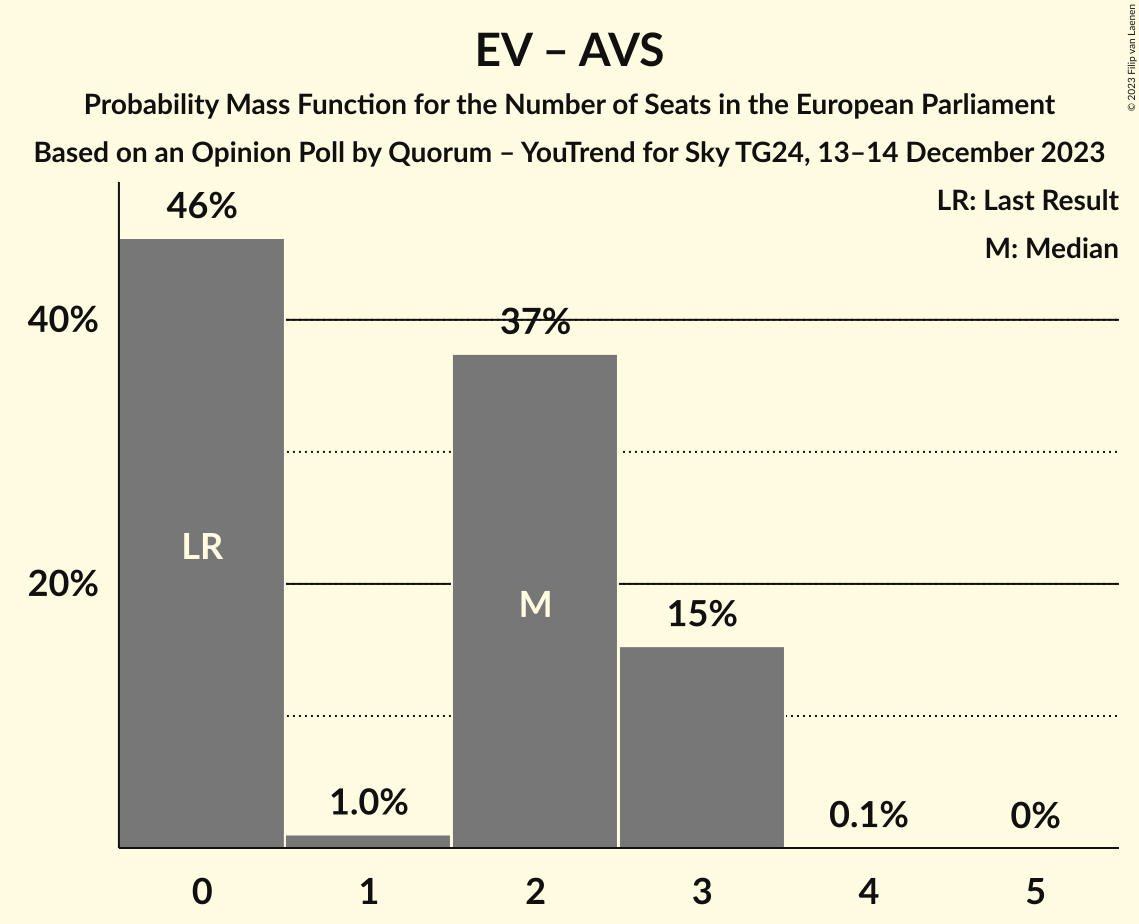 EV – AVS
Probability Mass Function for the Number of Seats in the European Parliament
Based on an Opinion Poll by Quorum – YouTrend for Sky TG24, 13–14 December 2023
© 2023 Filip van Laenen
LR: Last Result
M: Median
46%
40%
37%
LR
20%
M
15%
1.0%
0.1%
0%
0 1 2 3 4 5